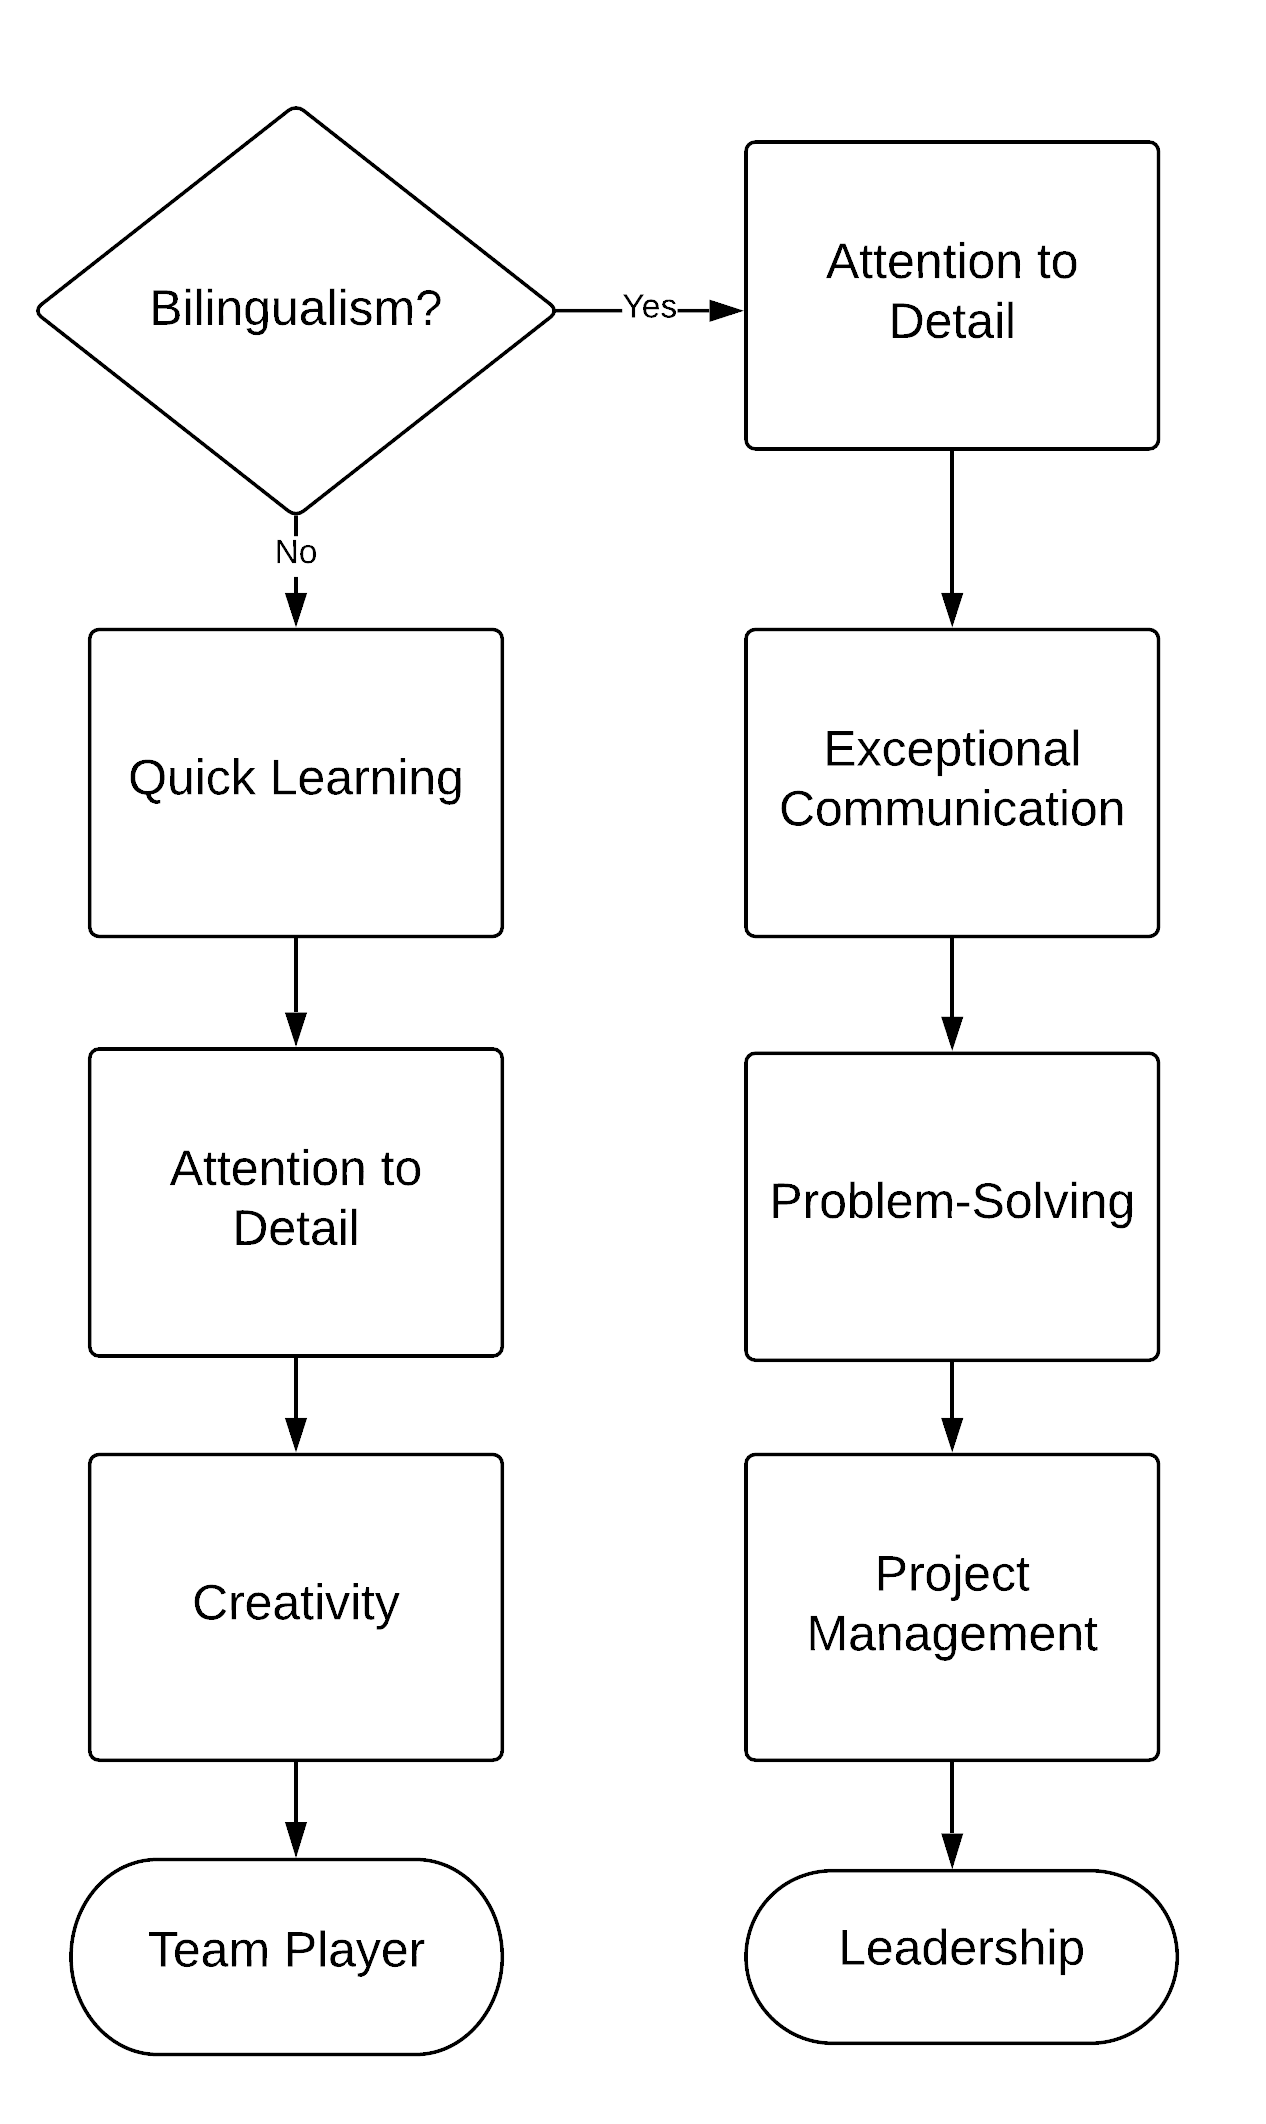 Bilingualism?
Yes
Attention to
Detail
No
Quick Learning
Exceptional
Communication
Attention to
Detail
Problem-Solving
Creativity
Project
Management
Team Player
Leadership